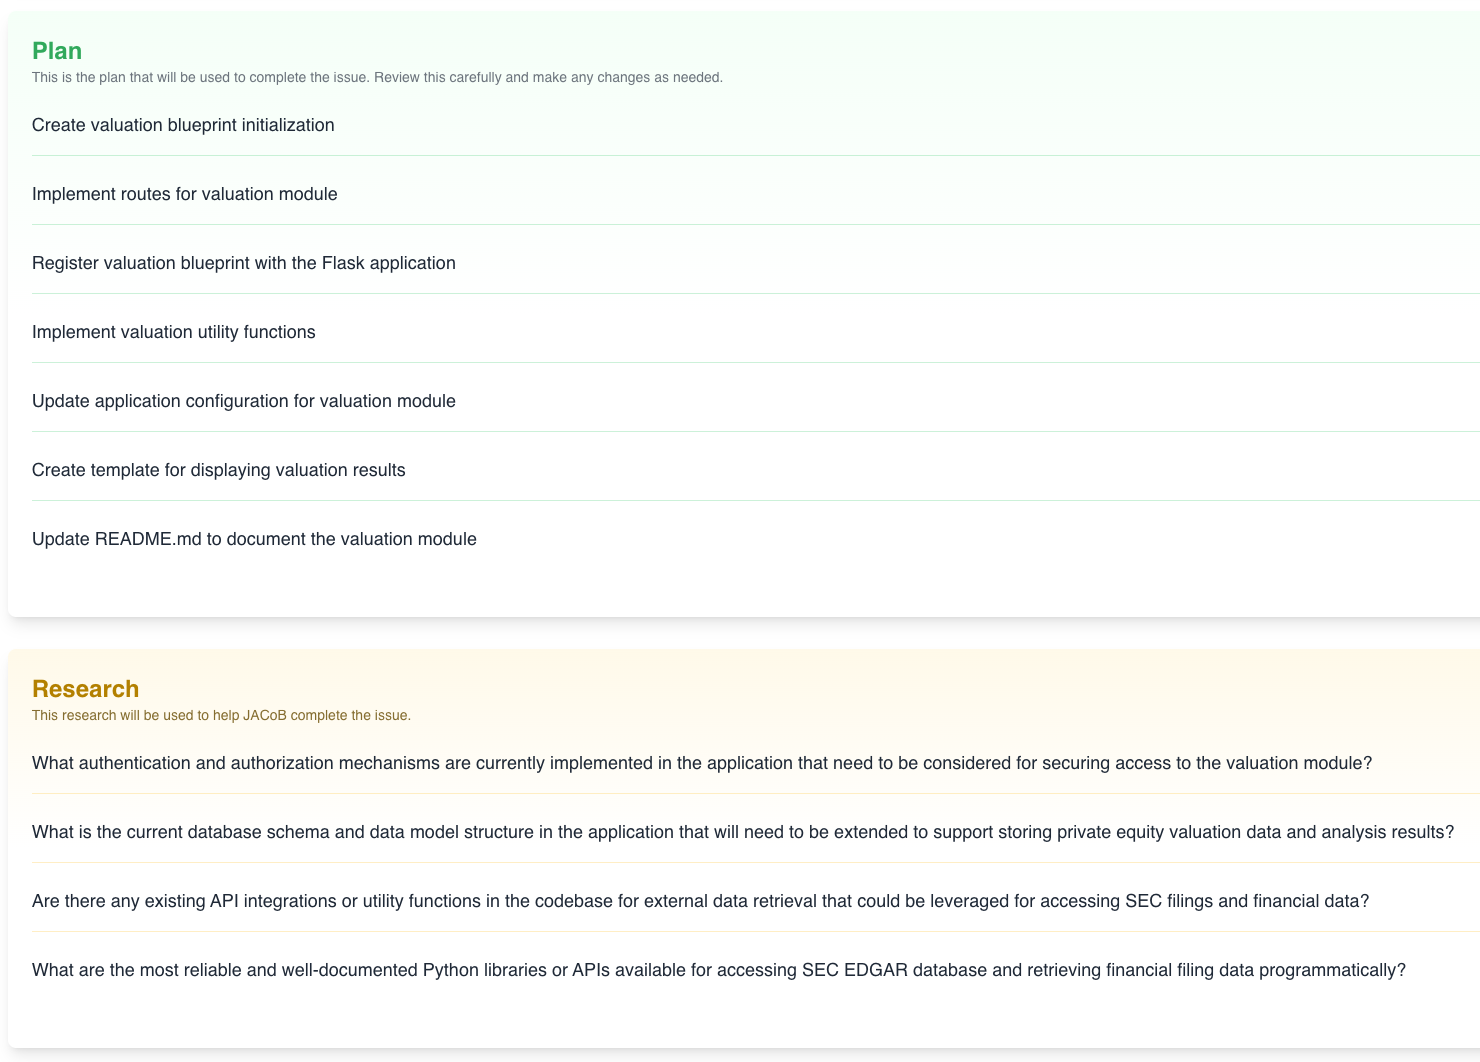 Plan
This is the plan that will be used to complete the issue. Review this carefully and make any changes as needed.
Create valuation blueprint initialization
Implement routes for valuation module
Register valuation blueprint with the Flask application
Implement valuation utility functions
Update application configuration for valuation module
Create template for displaying valuation results
Update README.md to document the valuation module
Research
This research will be used to help JACoB complete the issue.
What authentication and authorization mechanisms are currently implemented in the application that need to be considered for securing access to the valuation module?
What is the current database schema and data model structure in the application that will need to be extended to support storing private equity valuation data and analysis results?
Are there any existing API integrations or utility functions in the codebase for external data retrieval that could be leveraged for accessing SEC filings and financial data?
What are the most reliable and well-documented Python libraries or APIs available for accessing SEC EDGAR database and retrieving financial filing data programmatically?